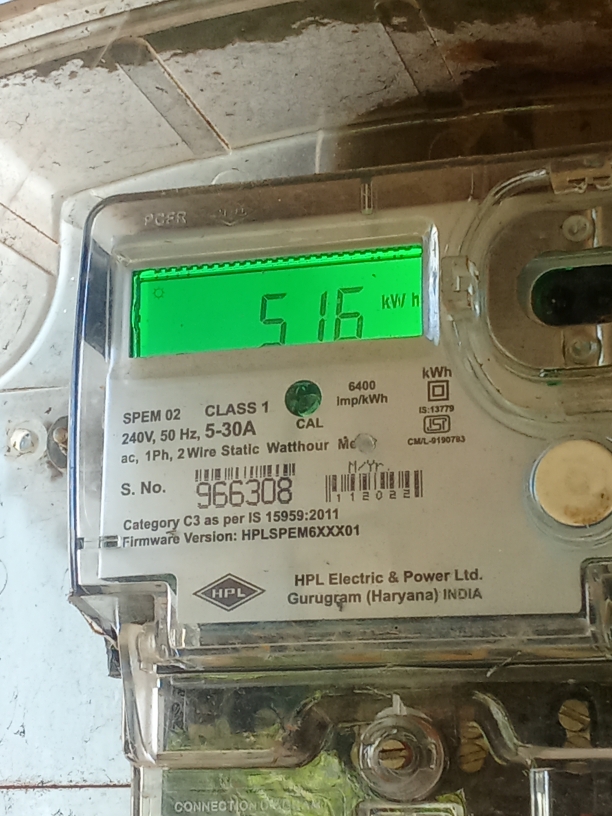 516 kWh
kWh
6400
imp/kWh
IS:13779
ISI
CM/L-9190793
SPEM 02 CLASS 1
CAL
240V, 50 Hz, 5-30A
ac, 1Ph, 2 Wire Static Watthour
M/Yr.
S. No. 966308 112022
Category C3 as per IS 15959:2011
Firmware Version: HPLSPEM6XXX01
HPL
HPL Electric & Power Ltd.
Gurugram (Haryana) INDIA
CONNECTION DIAGRAM